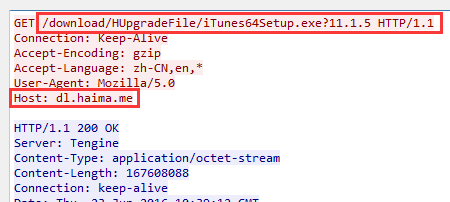 GET /download/HUpgradeFile/iTunes64Setup.exe?11.1.5 HTTP/1.1
Connection: Keep-Alive
Accept-Encoding: gzip
Accept-Language: zh-CN,en,*
User-Agent: Mozilla/5.0
Host: dl.haima.me
HTTP/1.1 200 OK
Server: Tengine
Content-Type: application/octet-stream
Content-Length: 167608088
Connection: keep-alive
Date: Thu, 23 Jun 2016 10:39:12 GMT